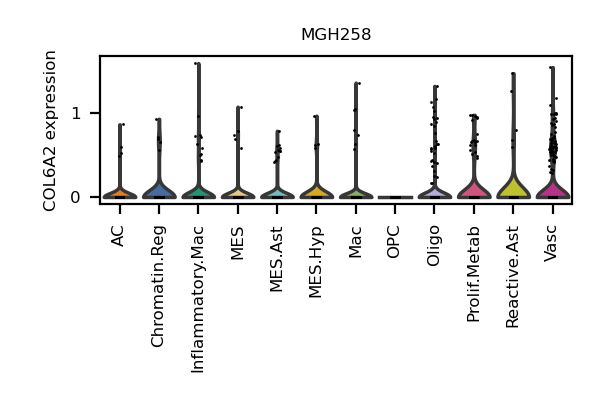 MGH258
COL6A2 expression
1
0
AC
Chromatin.Reg
Inflammatory.Mac
MES
MES.Ast
MES.Hyp
Mac
OPC
Oligo
Prolif.Metab
Reactive.Ast
Vasc